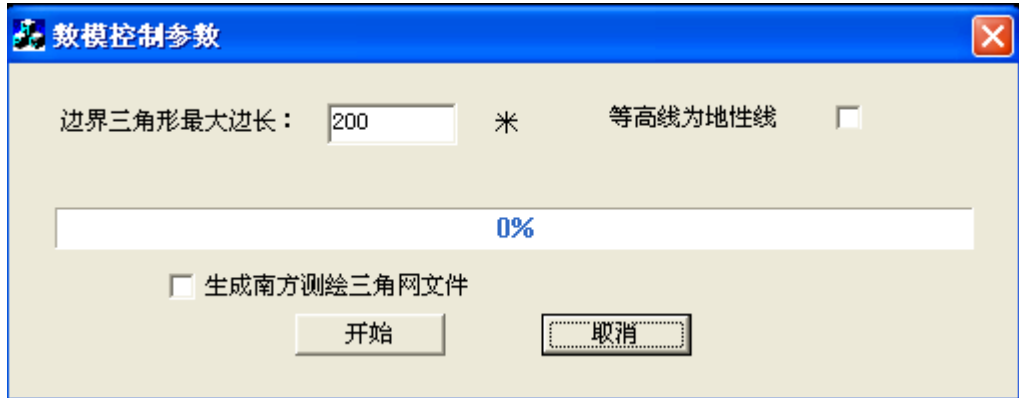 数模控制参数
边界三角形最大边长： 200 米 等高线为地性线
0%
生成南方测绘三角网文件
开始 取消